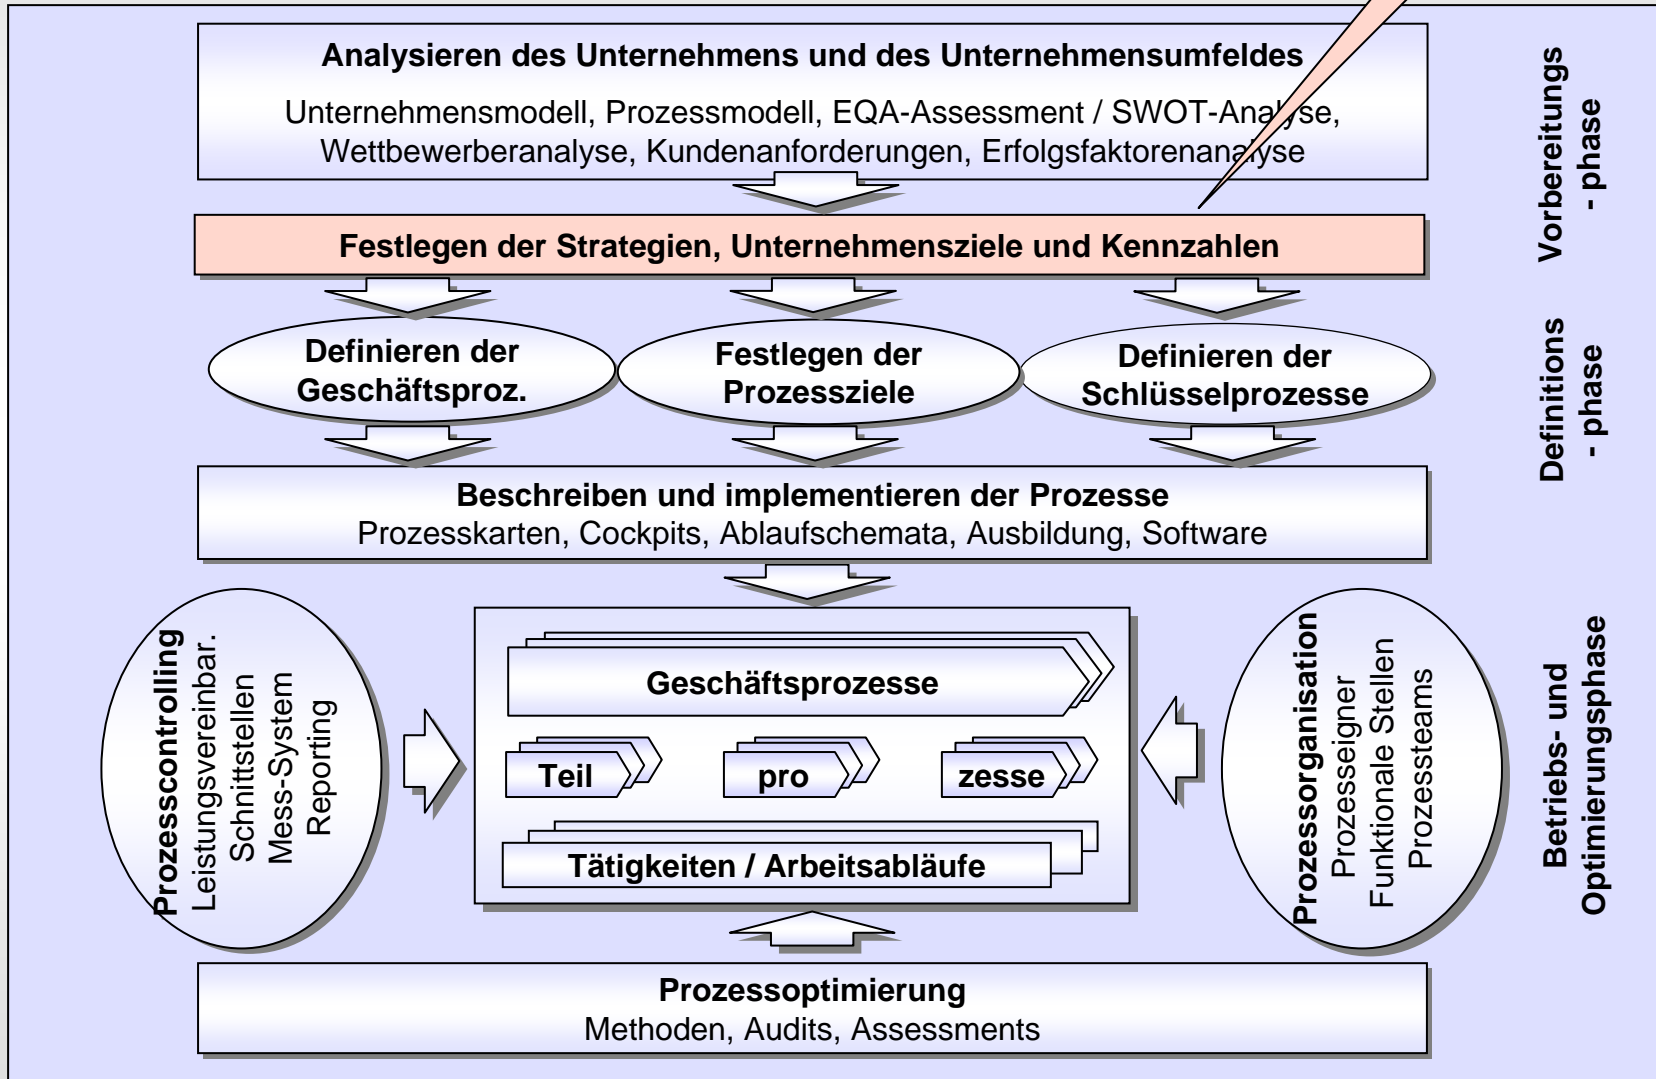 Analysieren des Unternehmens und des Unternehmensumfeldes
Unternehmensmodell, Prozessmodell, EQA-Assessment / SWOT-Analyse,
Wettbewerberanalyse, Kundenanforderungen, Erfolgsfaktorenanalyse
Vorbereitungs
- phase
Festlegen der Strategien, Unternehmensziele und Kennzahlen
Definieren der
Geschäftsproz.
Festlegen der
Prozessziele
Definieren der
Schlüsselprozesse
Definitions
- phase
Beschreiben und implementieren der Prozesse
Prozesskarten, Cockpits, Ablaufschemata, Ausbildung, Software
Prozesscontrolling
Leistungsvereinbar.
Schnittstellen
Mess-System
Reporting
Geschäftsprozesse
Teil
pro
zesse
Tätigkeiten / Arbeitsabläufe
Prozessorganisation
Prozesseigner
Funktionale Stellen
Prozessteams
Betriebs- und
Optimierungsphase
Prozessoptimierung
Methoden, Audits, Assessments